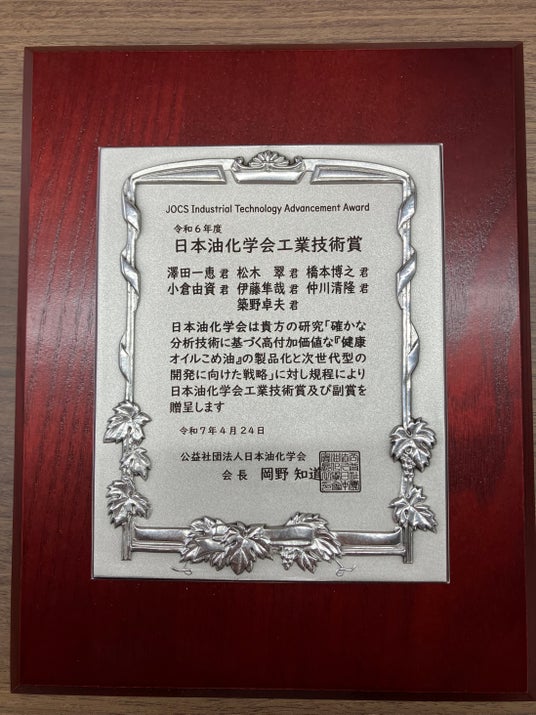 JOCS Industrial Technology Advancement Award
令和6年度
日本油化学会工業技術賞
澤田一恵 君 松木 翠 君 橋本博之 君
小倉由資 君 伊藤隼哉 君 仲川清隆 君
築野卓夫 君
日本油化学会は貴方の研究「確かな
分析技術に基づく高付加価値な『健康
オイルこめ油』の製品化と次世代型の
開発に向けた戦略」に対し規程により
日本油化学会工業技術賞及び副賞を
贈呈します
令和7年4月24日
公益社団法人日本油化学会
会長 岡野 知道